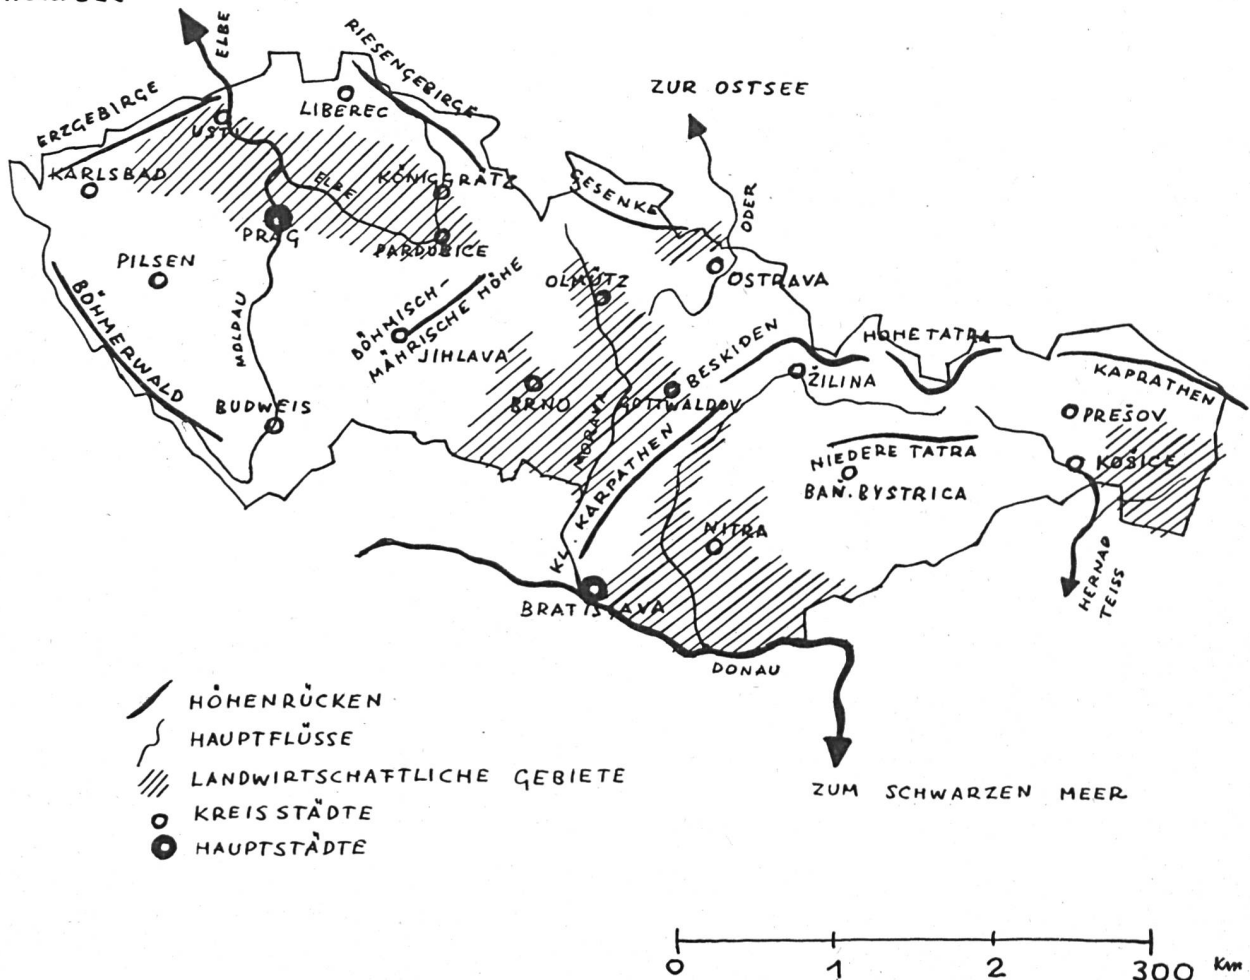 ELBE
RIESENGEBIRGE
ZUR OSTSEE
ERZGEBIRGE
LIBEREC
USTI
KARLSBAD
ELBE
KÖNIGGRÄTZ
GESENKE
ODER
PRAG
PARDUBICE
PILSEN
OLMÜTZ
OSTRAVA
BÖHMERWALD
MOLDAU
BÖHMISCH-
MÄHRISCHE HÖHE
JIHLAVA
BESKIDEN
HOHE TATRA
ŽILINA
KAPRATHEN
BRNO
GOTTWALDOV
BUDWEIS
PREŠOV
MORAVA
KL. KARPATHEN
NIEDERE TATRA
KOŠICE
BAŇ. BYSTRICA
NITRA
HERNAD
TEISS
BRATISLAVA
DONAU
HÖHENRÜCKEN
HAUPTFLÜSSE
LANDWIRTSCHAFTLICHE GEBIETE
KREISSTÄDTE
HAUPTSTÄDTE
ZUM SCHWARZEN MEER
0 1 2 300 Km